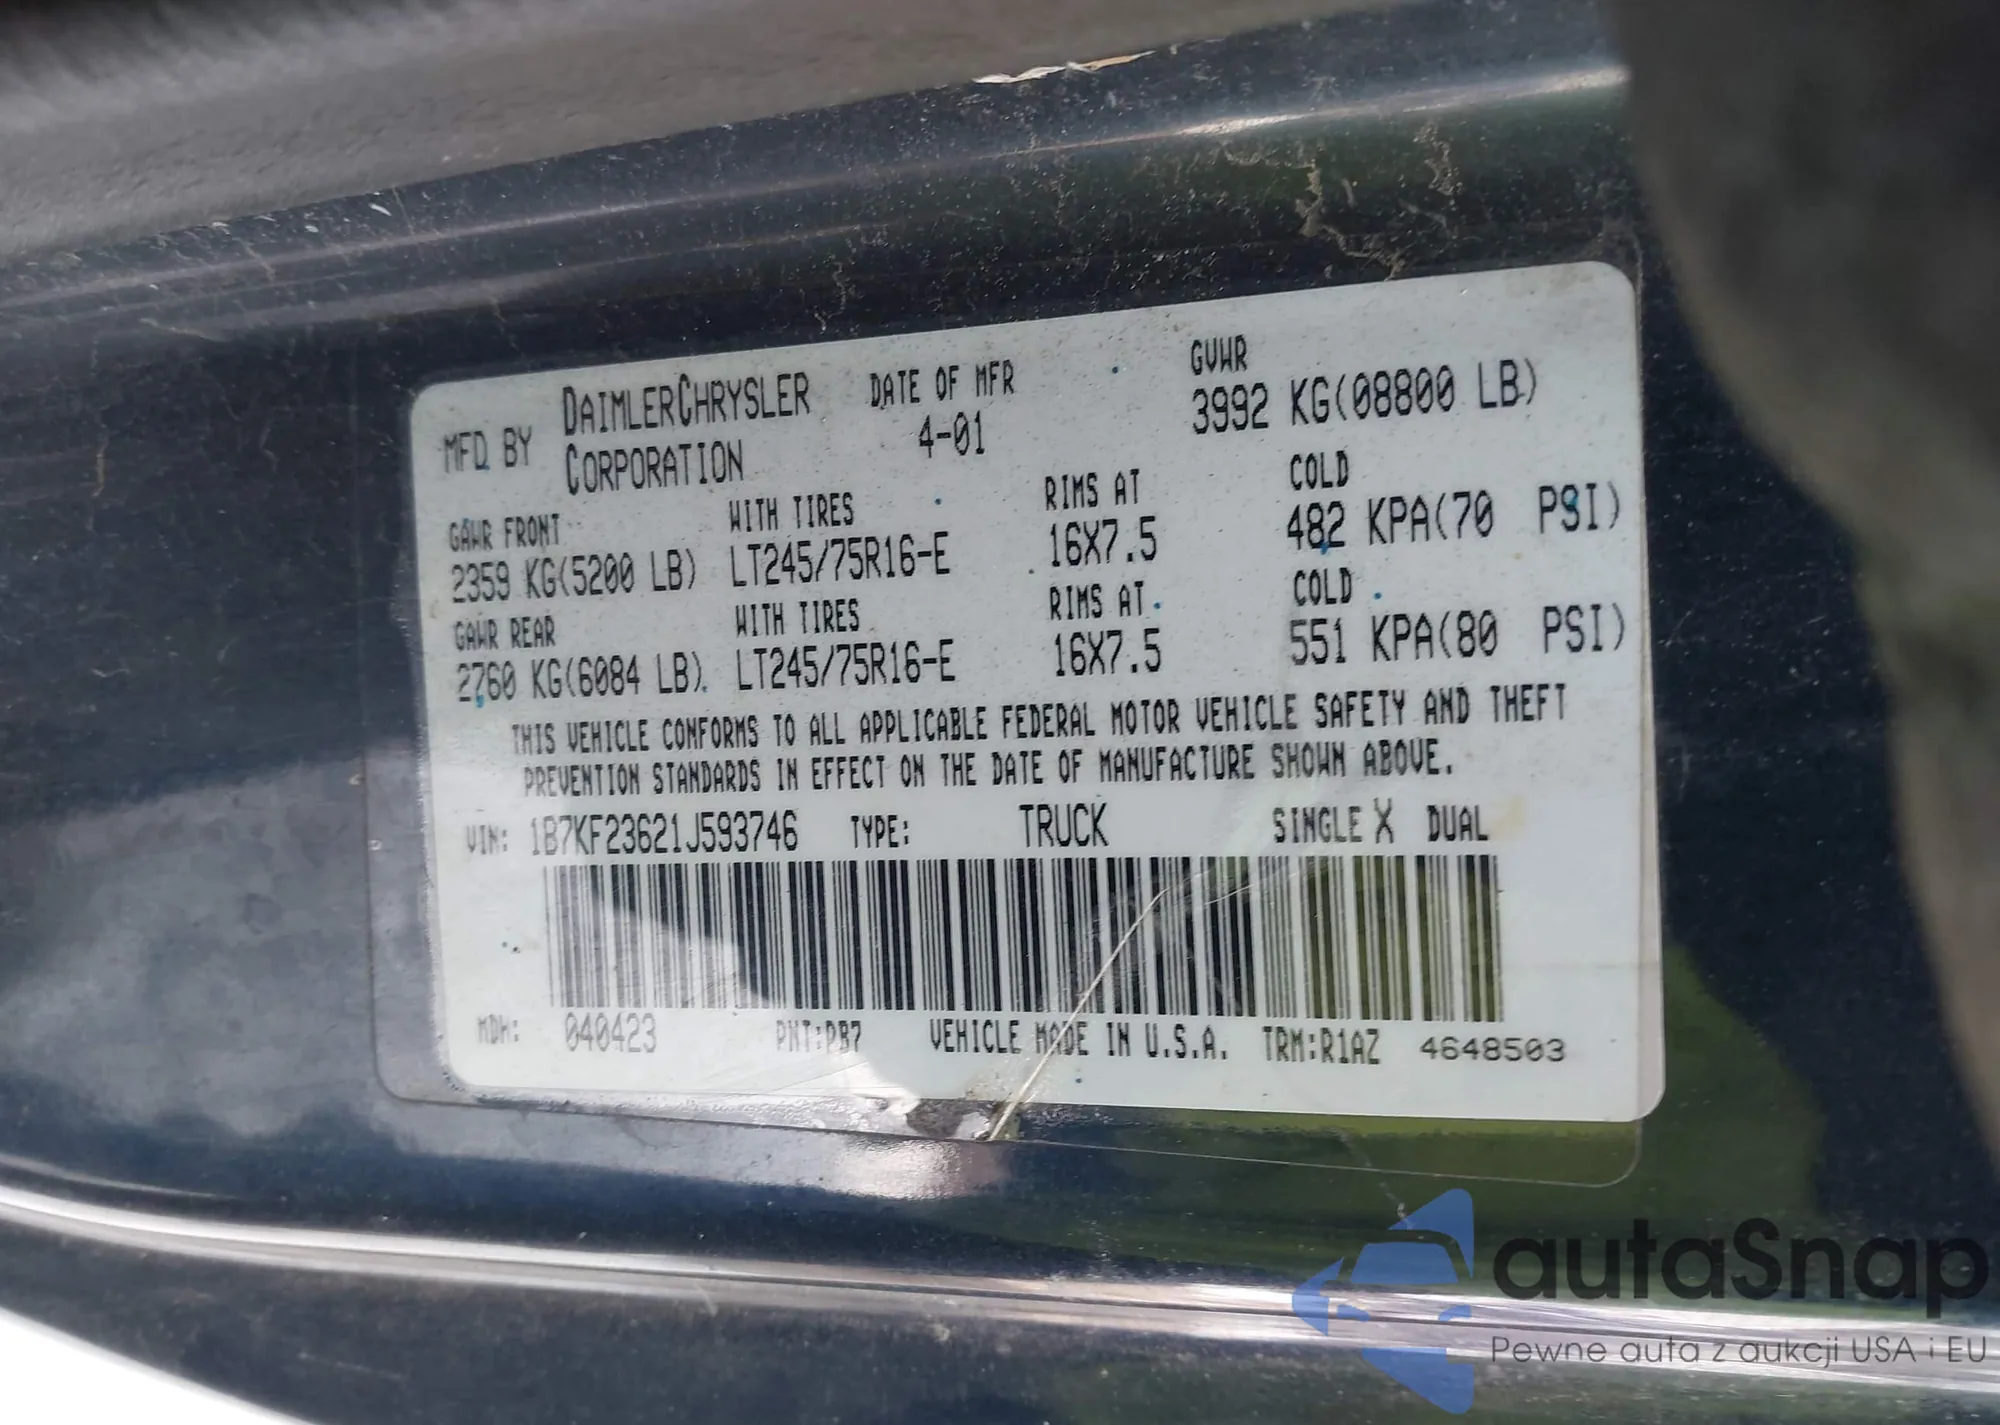 MFD BY DAIMLERCHRYSLER CORPORATION
DATE OF MFR
4-01
GVWR
3992 KG(08800 LB)
GAWR FRONT WITH TIRES RIMS AT COLD
2359 KG(5200 LB) LT245/75R16-E 16X7.5 482 KPA(70 PSI)
GAWR REAR WITH TIRES RIMS AT COLD
2760 KG(6084 LB) LT245/75R16-E 16X7.5 551 KPA(80 PSI)
THIS VEHICLE CONFORMS TO ALL APPLICABLE FEDERAL MOTOR VEHICLE SAFETY AND THEFT
PREVENTION STANDARDS IN EFFECT ON THE DATE OF MANUFACTURE SHOWN ABOVE.
VIN: 1B7KF23621J593746 TYPE: TRUCK SINGLE X DUAL
MDH: 040423 PNT:PB7 VEHICLE MADE IN U.S.A. TRM:R1AZ 4648503
autaSnap
Pewne auta z aukcji USA i EU